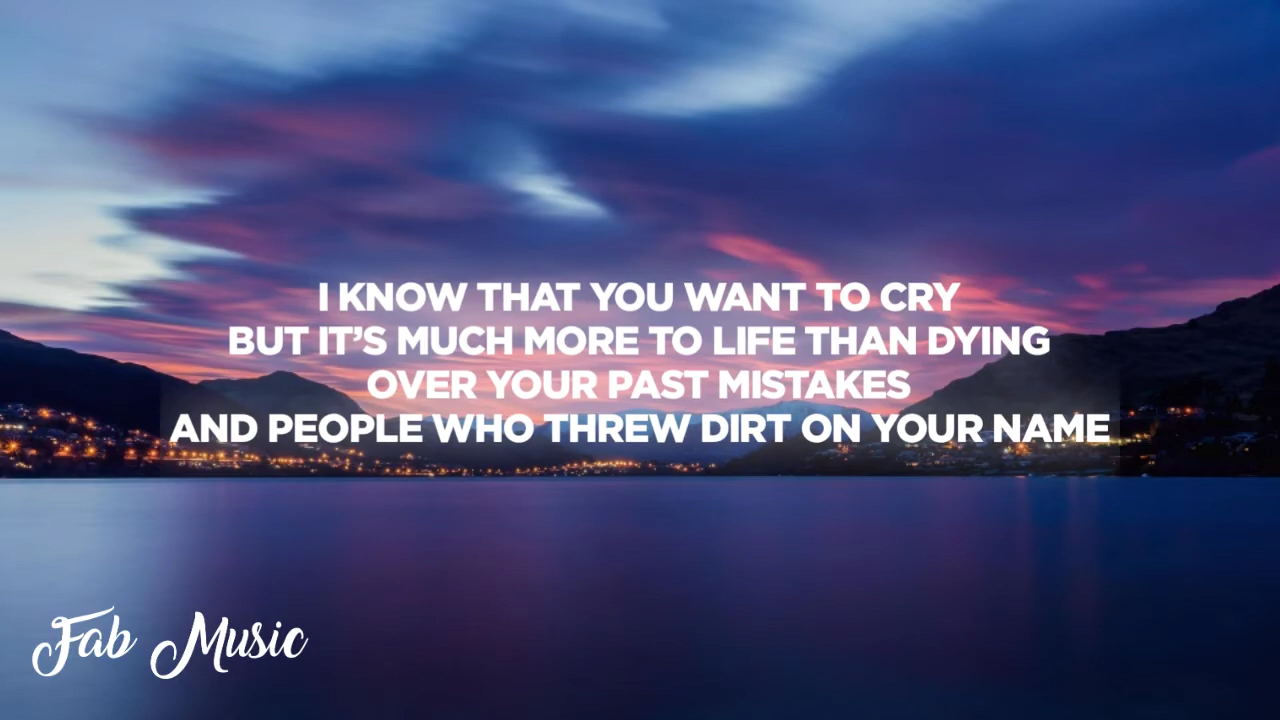 I KNOW THAT YOU WANT TO CRY
BUT IT’S MUCH MORE TO LIFE THAN DYING
OVER YOUR PAST MISTAKES
AND PEOPLE WHO THREW DIRT ON YOUR NAME
Fab Music